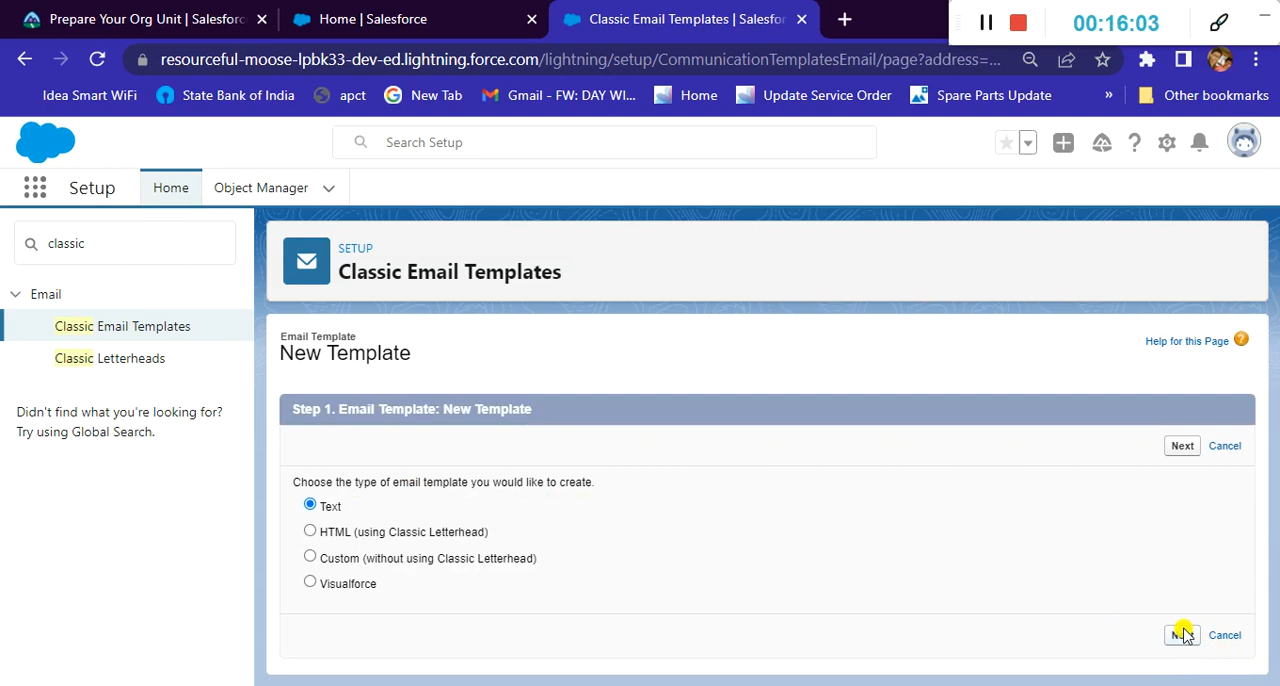 Prepare Your Org Unit | Salesforc
Home | Salesforce
Classic Email Templates | Salesfor
00:16:03
resourceful-moose-lpbk33-dev-ed.lightning.force.com/lightning/setup/CommunicationTemplatesEmail/page?address=...
Idea Smart WiFi
State Bank of India
apct
New Tab
Gmail - FW: DAY WI...
Home
Update Service Order
Spare Parts Update
»
Other bookmarks
Search Setup
Setup
Home
Object Manager
classic
SETUP
Classic Email Templates
Email
Classic Email Templates
Classic Letterheads
Didn't find what you're looking for?
Try using Global Search.
Email Template
New Template
Help for this Page
Step 1. Email Template: New Template
Next Cancel
Choose the type of email template you would like to create.
Text
HTML (using Classic Letterhead)
Custom (without using Classic Letterhead)
Visualforce
Next Cancel